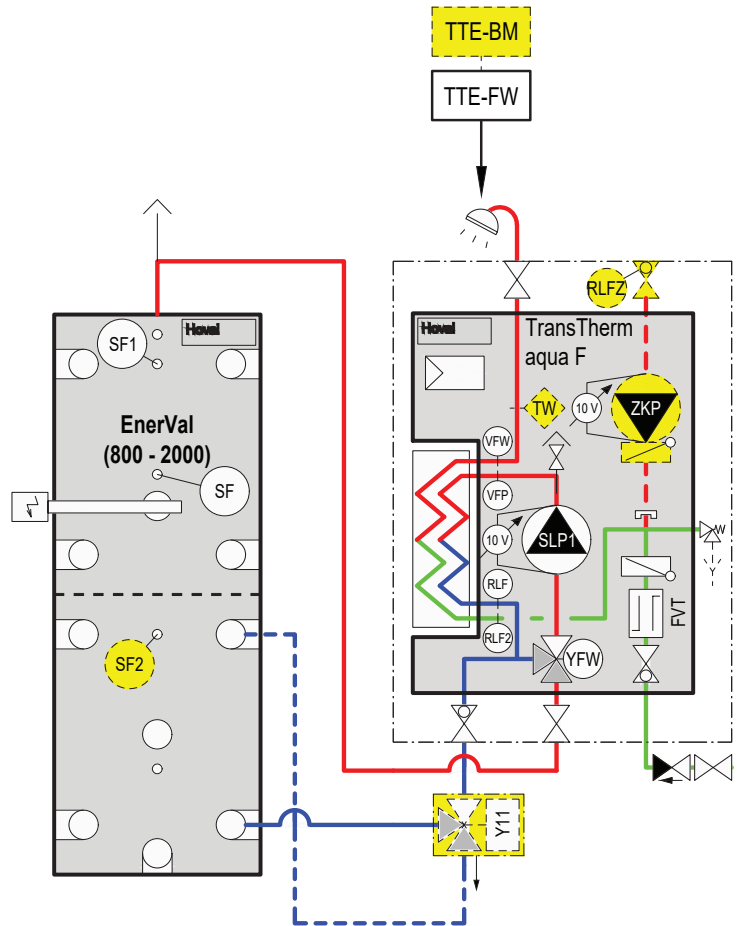 TTE-BM
TTE-FW
RLFZ
Hoval
SF1
EnerVal
(800 - 2000)
SF
SF2
Hoval
TransTherm
aqua F
TW
10 V
ZKP
VFW
VFP
10 V
SLP1
RLF
RLF2
YFW
FVT
W
Y11